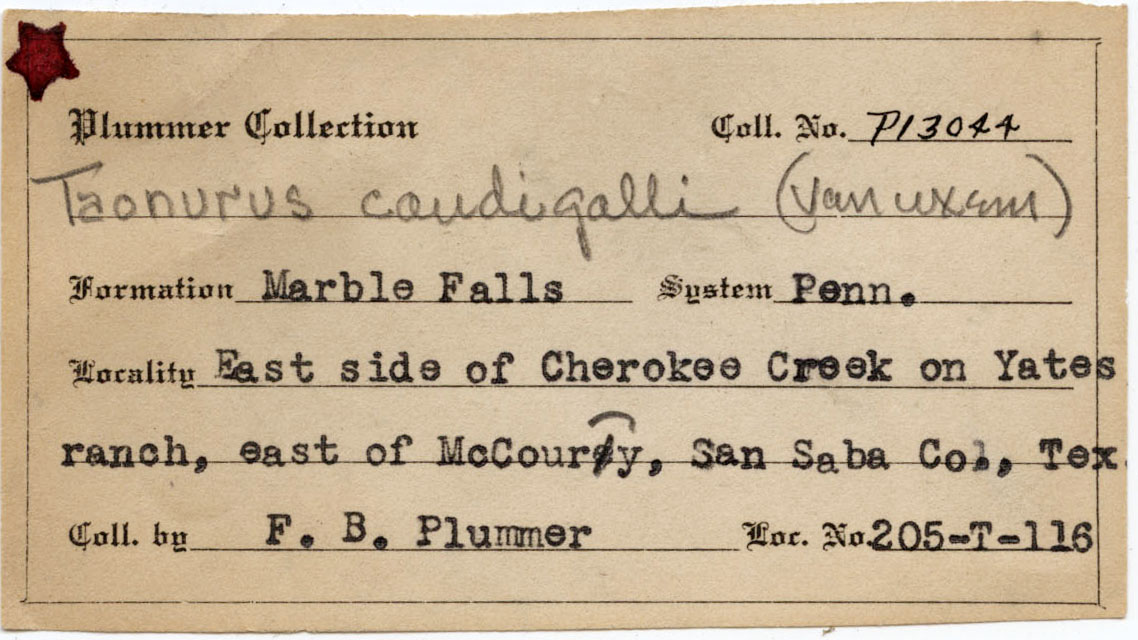 Plummer Collection Coll. No. P13044
Taonurus caudigalli (Vanuxem)
Formation Marble Falls System Penn.
Locality East side of Cherokee Creek on Yates
ranch, east of McCoury, San Saba Co., Tex.
Coll. by F. B. Plummer Loc. No. 205-T-116